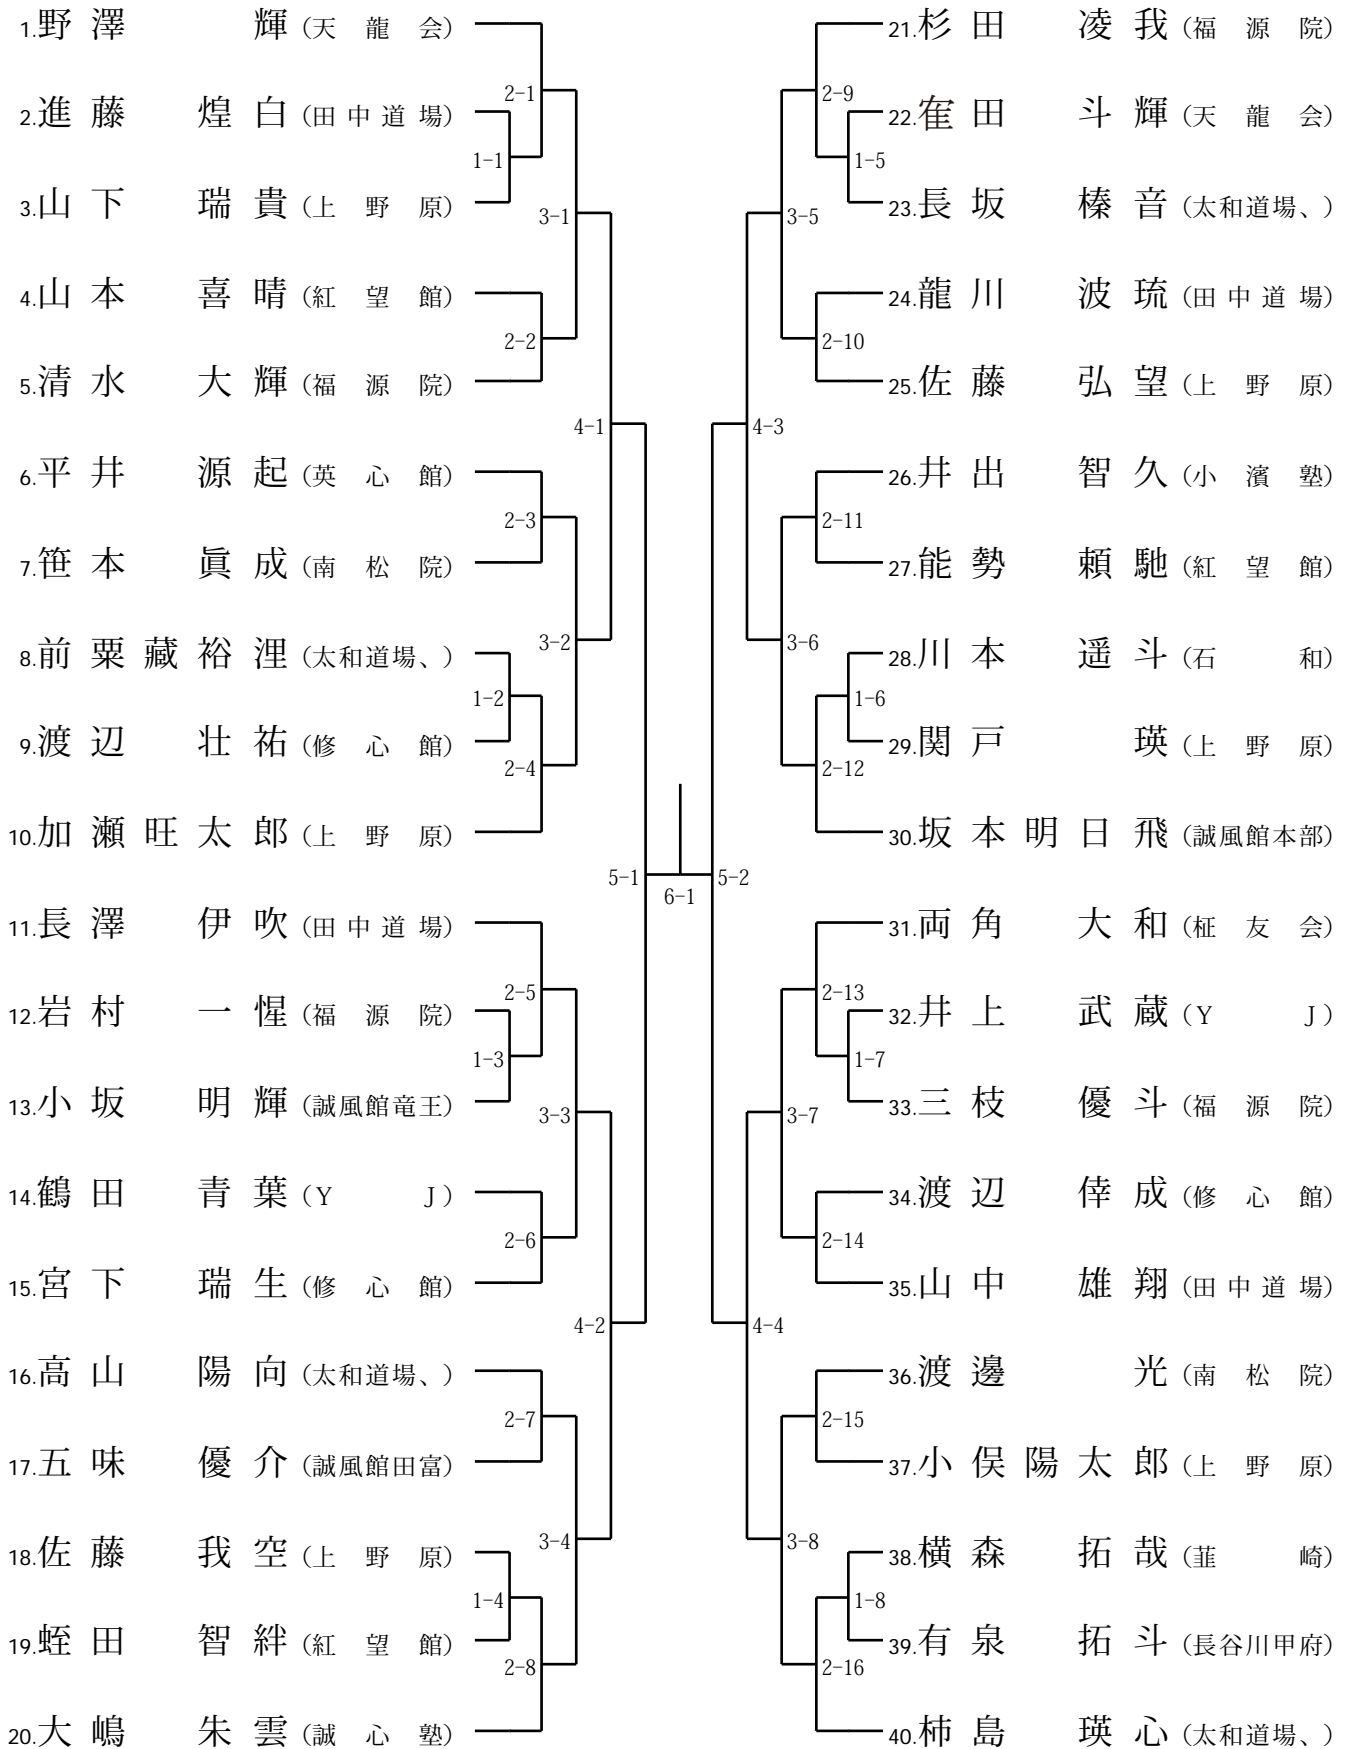 1.野澤 輝(天龍会)
2.進藤 煌白(田中道場)
3.山下 瑞貴(上野原)
4.山本 喜晴(紅望館)
5.清水 大輝(福源院)
6.平井 源起(英心館)
7.笹本 眞成(南松院)
8.前粟藏裕浬(太和道場、)
9.渡辺 壮祐(修心館)
10.加瀬旺太郎(上野原)
11.長澤 伊吹(田中道場)
12.岩村 一惺(福源院)
13.小坂 明輝(誠風館竜王)
14.鶴田 青葉(YJ)
15.宮下 瑞生(修心館)
16.高山 陽向(太和道場、)
17.五味 優介(誠風館田富)
18.佐藤 我空(上野原)
19.蛭田 智絆(紅望館)
20.大嶋 朱雲(誠心塾)
1-1
1-2
1-3
1-4
2-1
2-2
2-3
2-4
2-5
2-6
2-7
2-8
3-1
3-2
3-3
3-4
4-1
4-2
5-1
6-1
5-2
4-3
4-4
3-5
3-6
3-7
3-8
2-9
2-10
2-11
2-12
2-13
2-14
2-15
2-16
1-5
1-6
1-7
1-8
21.杉田 凌我(福源院)
22.隺田 斗輝(天龍会)
23.長坂 榛音(太和道場、)
24.龍川 波琉(田中道場)
25.佐藤 弘望(上野原)
26.井出 智久(小濱塾)
27.能勢 頼馳(紅望館)
28.川本 遥斗(石和)
29.関戸 瑛(上野原)
30.坂本明日飛(誠風館本部)
31.両角 大和(柾友会)
32.井上 武蔵(YJ)
33.三枝 優斗(福源院)
34.渡辺 倖成(修心館)
35.山中 雄翔(田中道場)
36.渡邊 光(南松院)
37.小俣陽太郎(上野原)
38.横森 拓哉(韮崎)
39.有泉 拓斗(長谷川甲府)
40.柿島 瑛心(太和道場、)